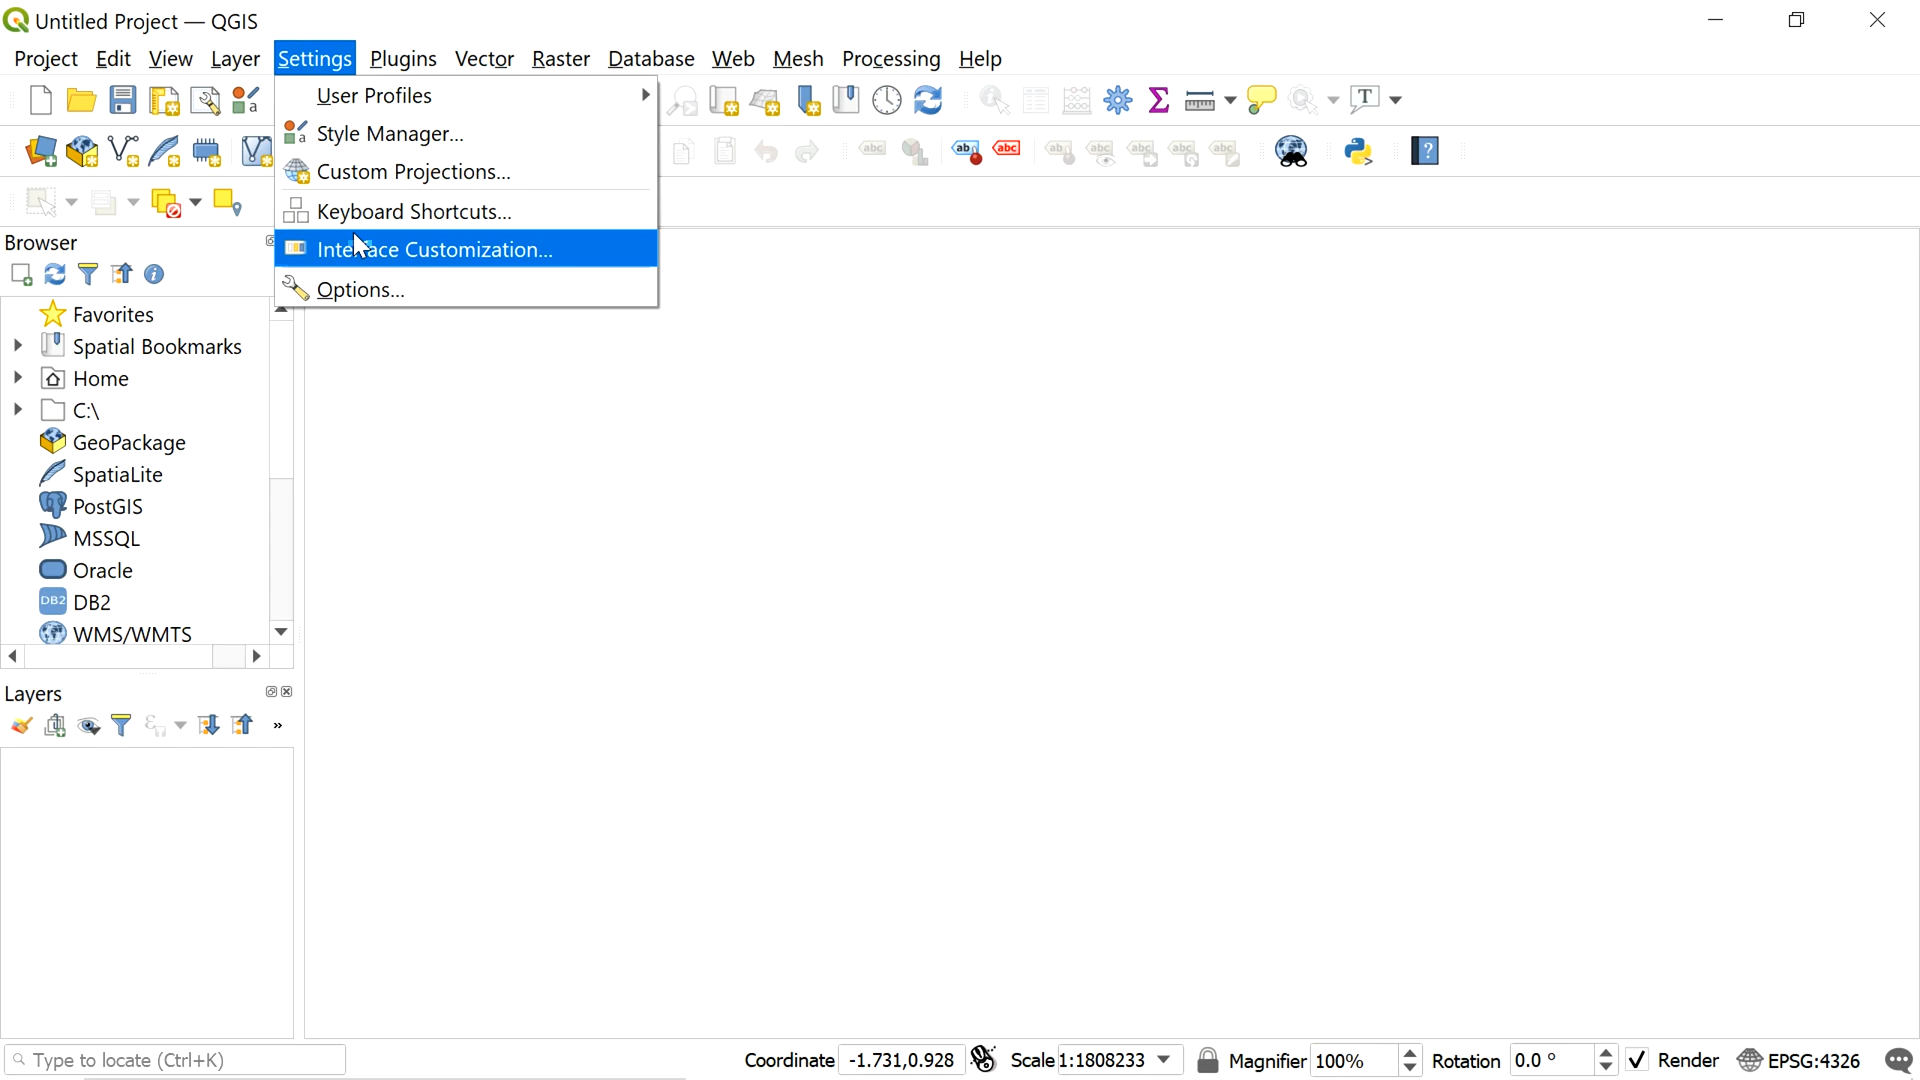 Untitled Project — QGIS
Project Edit View Layer Settings Plugins Vector Raster Database Web Mesh Processing Help
User Profiles
Style Manager...
Custom Projections...
Keyboard Shortcuts...
Customization...
Options...
Browser
Favorites
Spatial Bookmarks
Home
C:\
GeoPackage
SpatiaLite
PostGIS
MSSQL
Oracle
DB2 DB2
WMS/WMTS
Layers
Type to locate (Ctrl+K)
Coordinate -1.731,0.928 Scale 1:1808233 Magnifier 100% Rotation 0.0 ° Render EPSG:4326